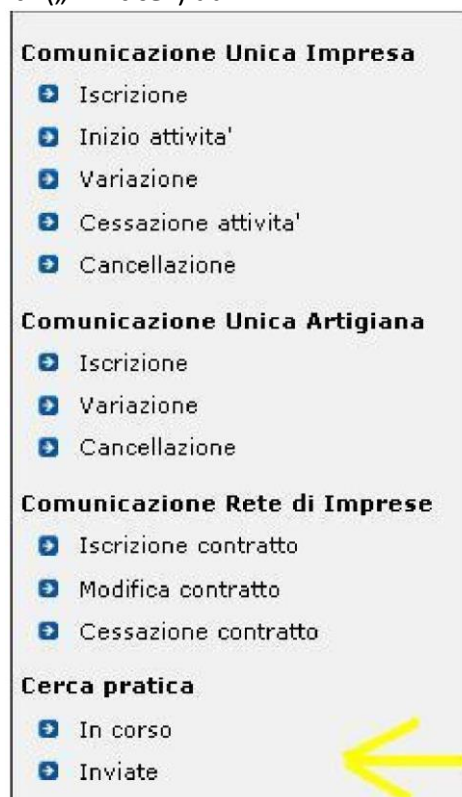 Comunicazione Unica Impresa
Iscrizione
Inizio attivita'
Variazione
Cessazione attivita'
Cancellazione
Comunicazione Unica Artigiana
Iscrizione
Variazione
Cancellazione
Comunicazione Rete di Imprese
Iscrizione contratto
Modifica contratto
Cessazione contratto
Cerca pratica
In corso
Inviate